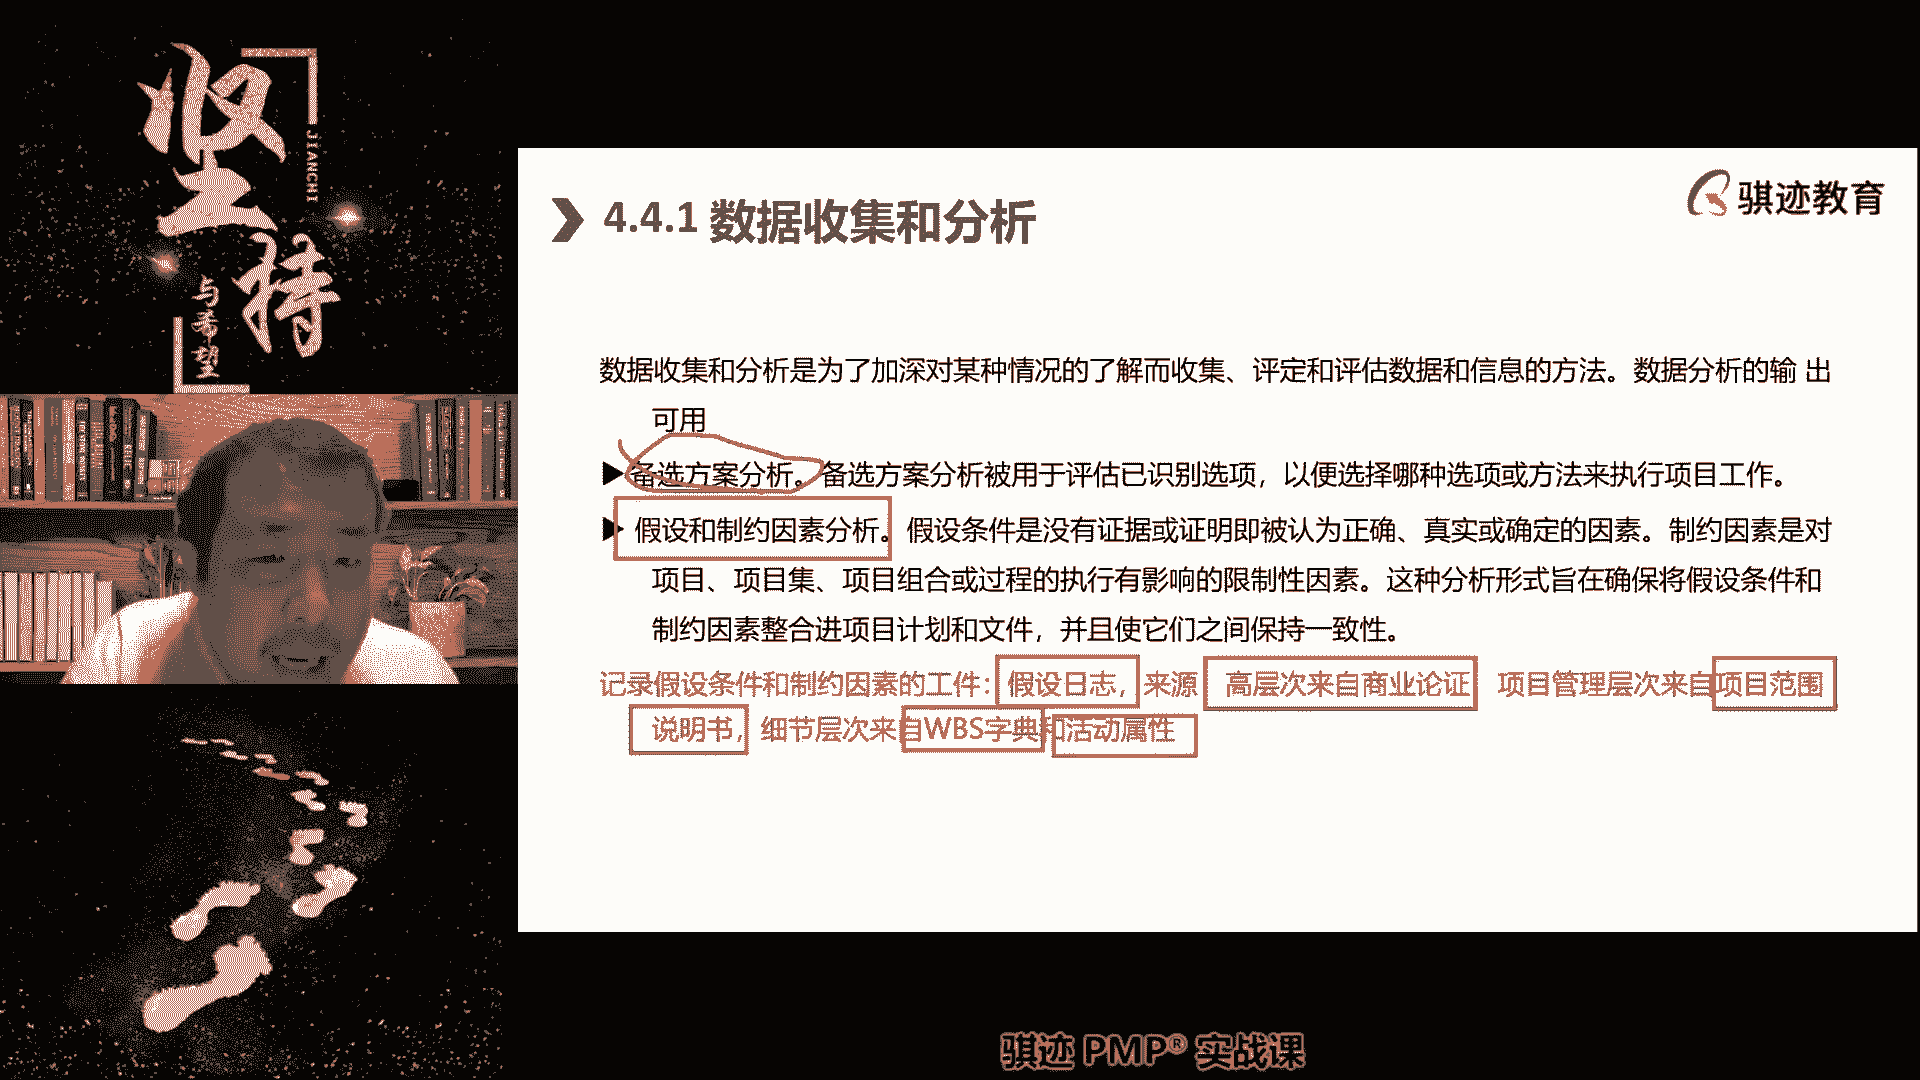 坚持
JIANCHI
与希望
骐迹教育
4.4.1 数据收集和分析
数据收集和分析是为了加深对某种情况的了解而收集、评定和评估数据和信息的方法。数据分析的输 出
可用
备选方案分析。备选方案分析被用于评估已识别选项，以便选择哪种选项或方法来执行项目工作。
假设和制约因素分析。假设条件是没有证据或证明即被认为正确、真实或确定的因素。制约因素是对
项目、项目集、项目组合或过程的执行有影响的限制性因素。这种分析形式旨在确保将假设条件和
制约因素整合进项目计划和文件，并且使它们之间保持一致性。
记录假设条件和制约因素的工件：假设日志，来源 高层次来自商业论证 项目管理层次来自项目范围
说明书，细节层次来自WBS字典和活动属性
骐迹 PMP® 实战课